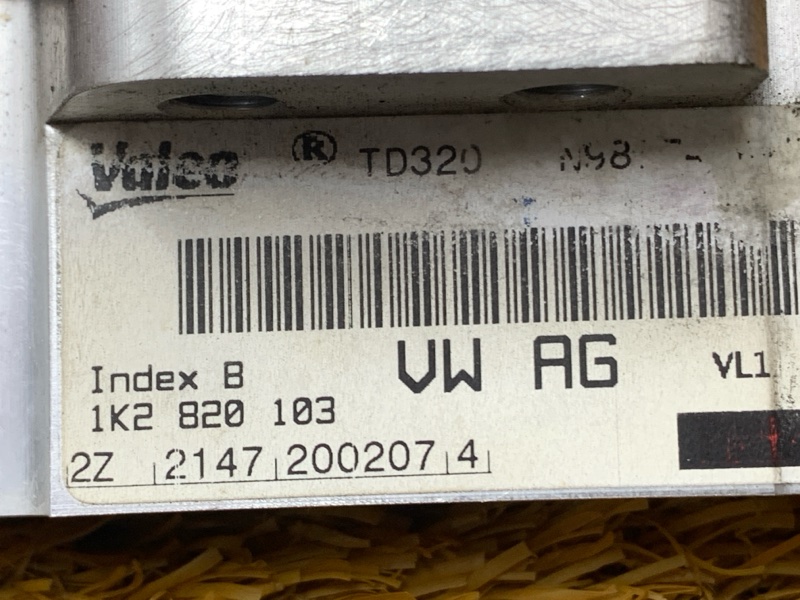 Valeo ® TD320
Index B VW AG VL1
1K2 820 103
2Z 2147 200207 4